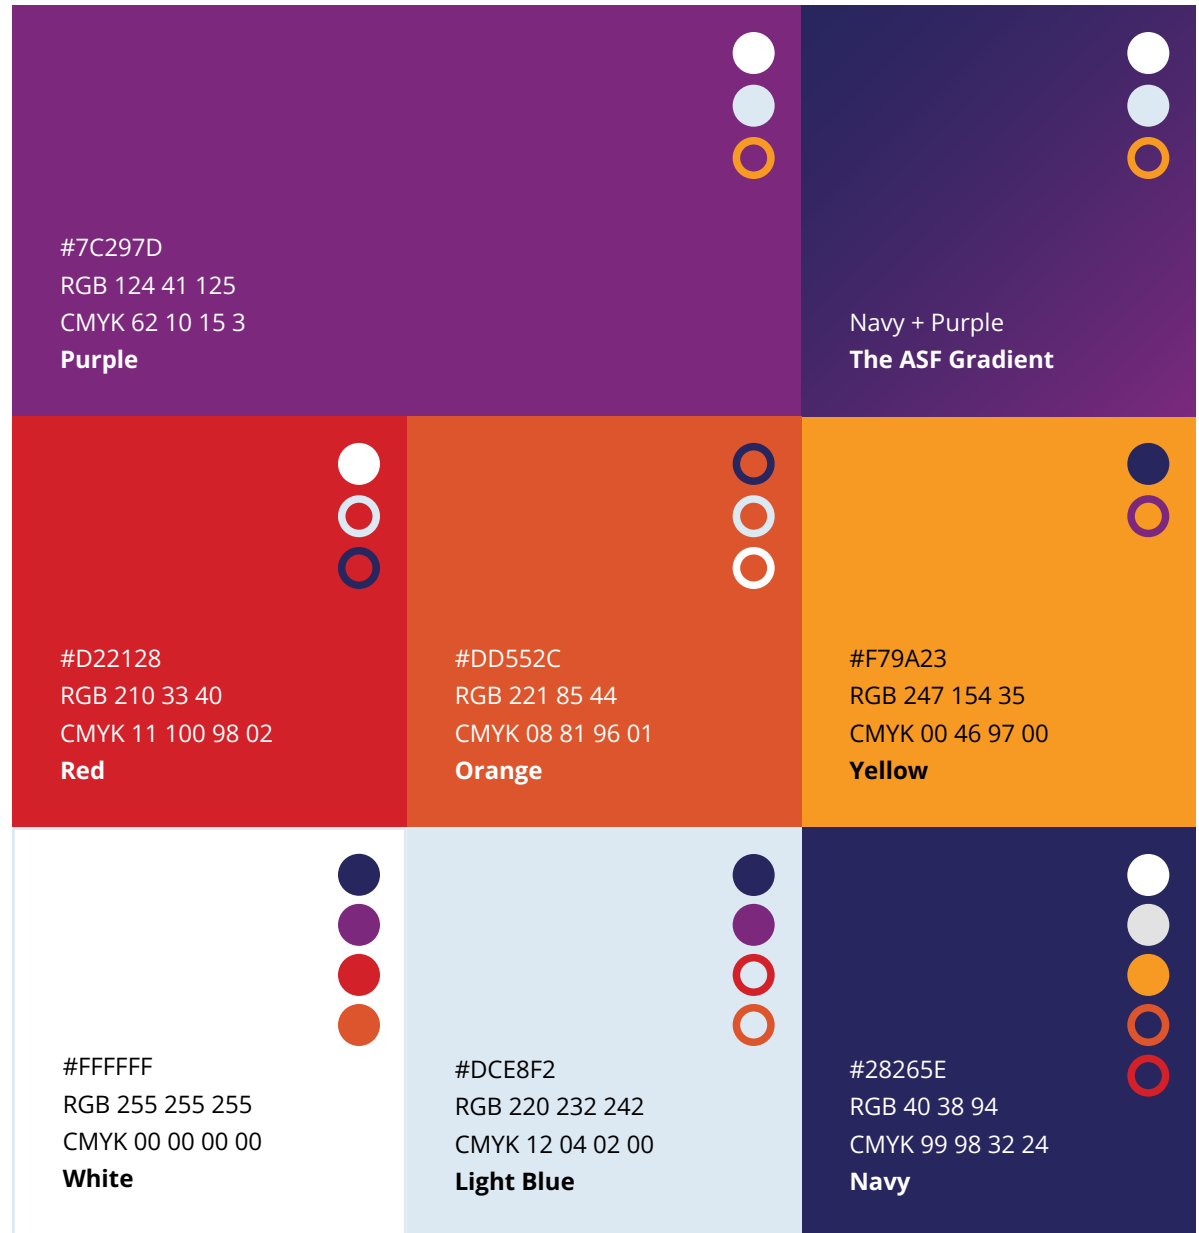 #7C297D
RGB 124 41 125
CMYK 62 10 15 3
Purple
Navy + Purple
The ASF Gradient
#D22128
RGB 210 33 40
CMYK 11 100 98 02
Red
#DD552C
RGB 221 85 44
CMYK 08 81 96 01
Orange
#F79A23
RGB 247 154 35
CMYK 00 46 97 00
Yellow
#FFFFFF
RGB 255 255 255
CMYK 00 00 00 00
White
#DCE8F2
RGB 220 232 242
CMYK 12 04 02 00
Light Blue
#28265E
RGB 40 38 94
CMYK 99 98 32 24
Navy